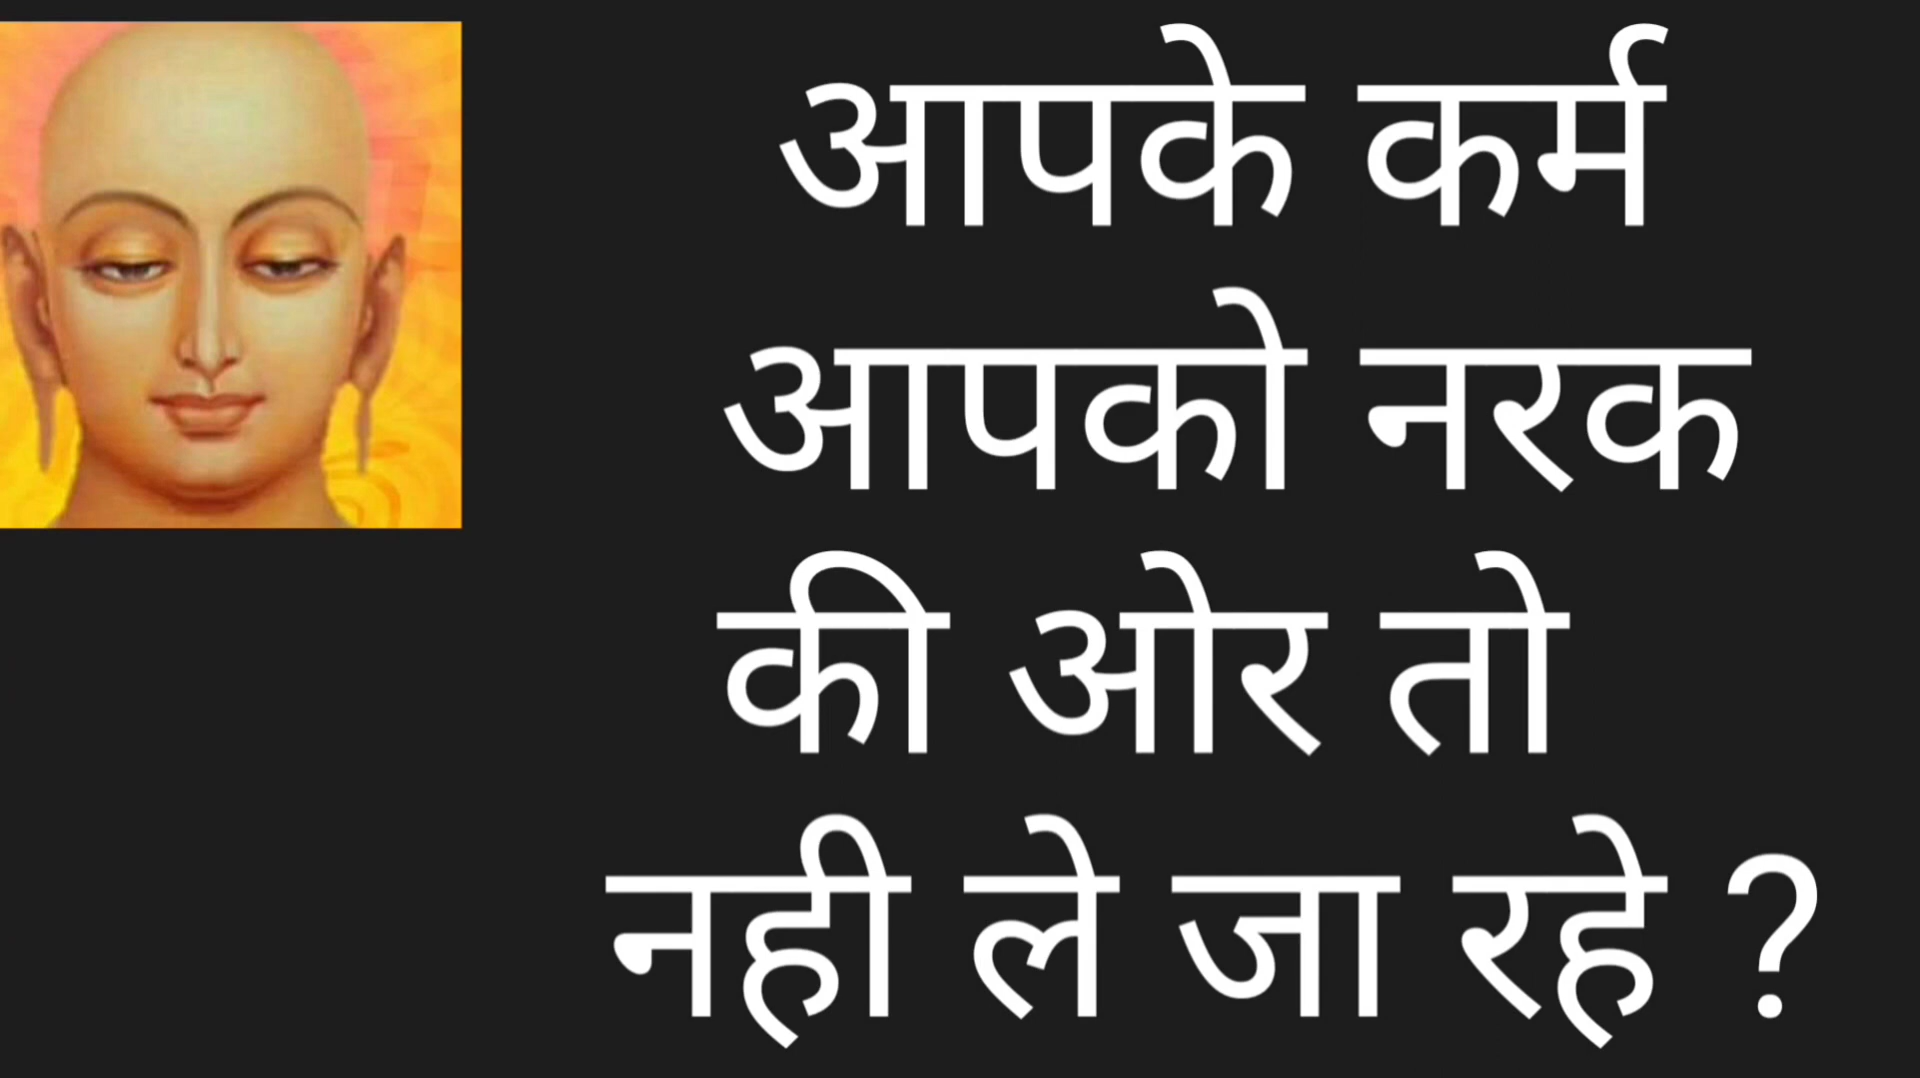 आपके कर्म
आपको नरक
की ओर तो
नही ले जा रहे ?